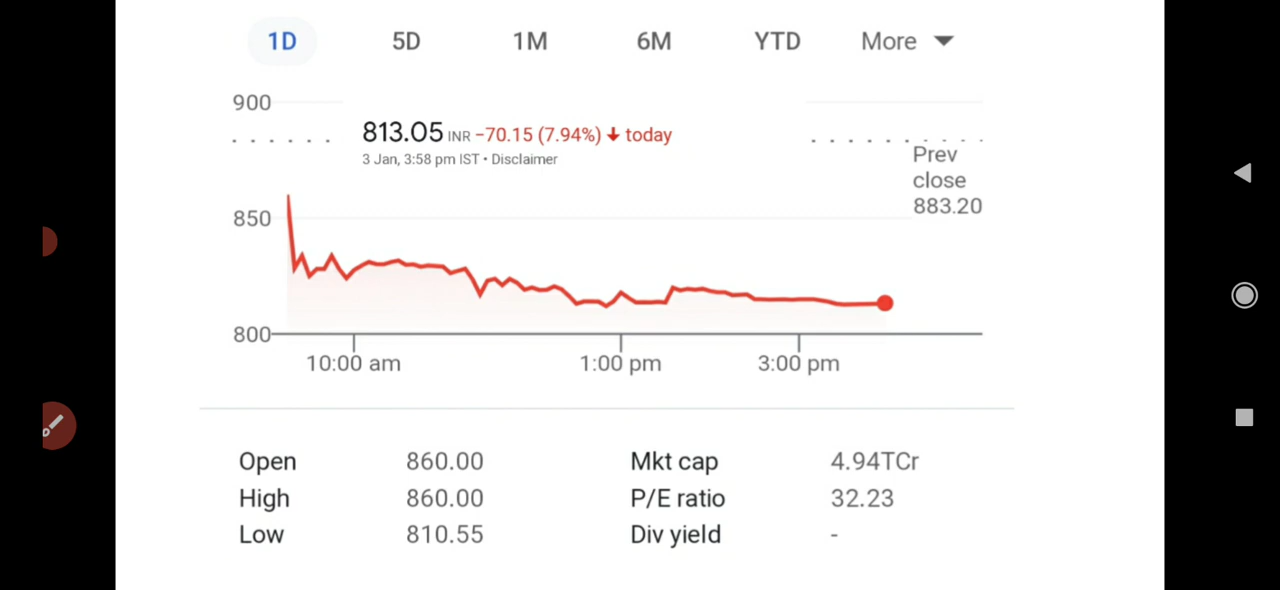 1D 5D 1M 6M YTD More
900
813.05 INR −70.15 (7.94%) today
3 Jan, 3:58 pm IST • Disclaimer
Prev
close
883.20
850
800
10:00 am 1:00 pm 3:00 pm
Open 860.00 Mkt cap 4.94TCr
High 860.00 P/E ratio 32.23
Low 810.55 Div yield -